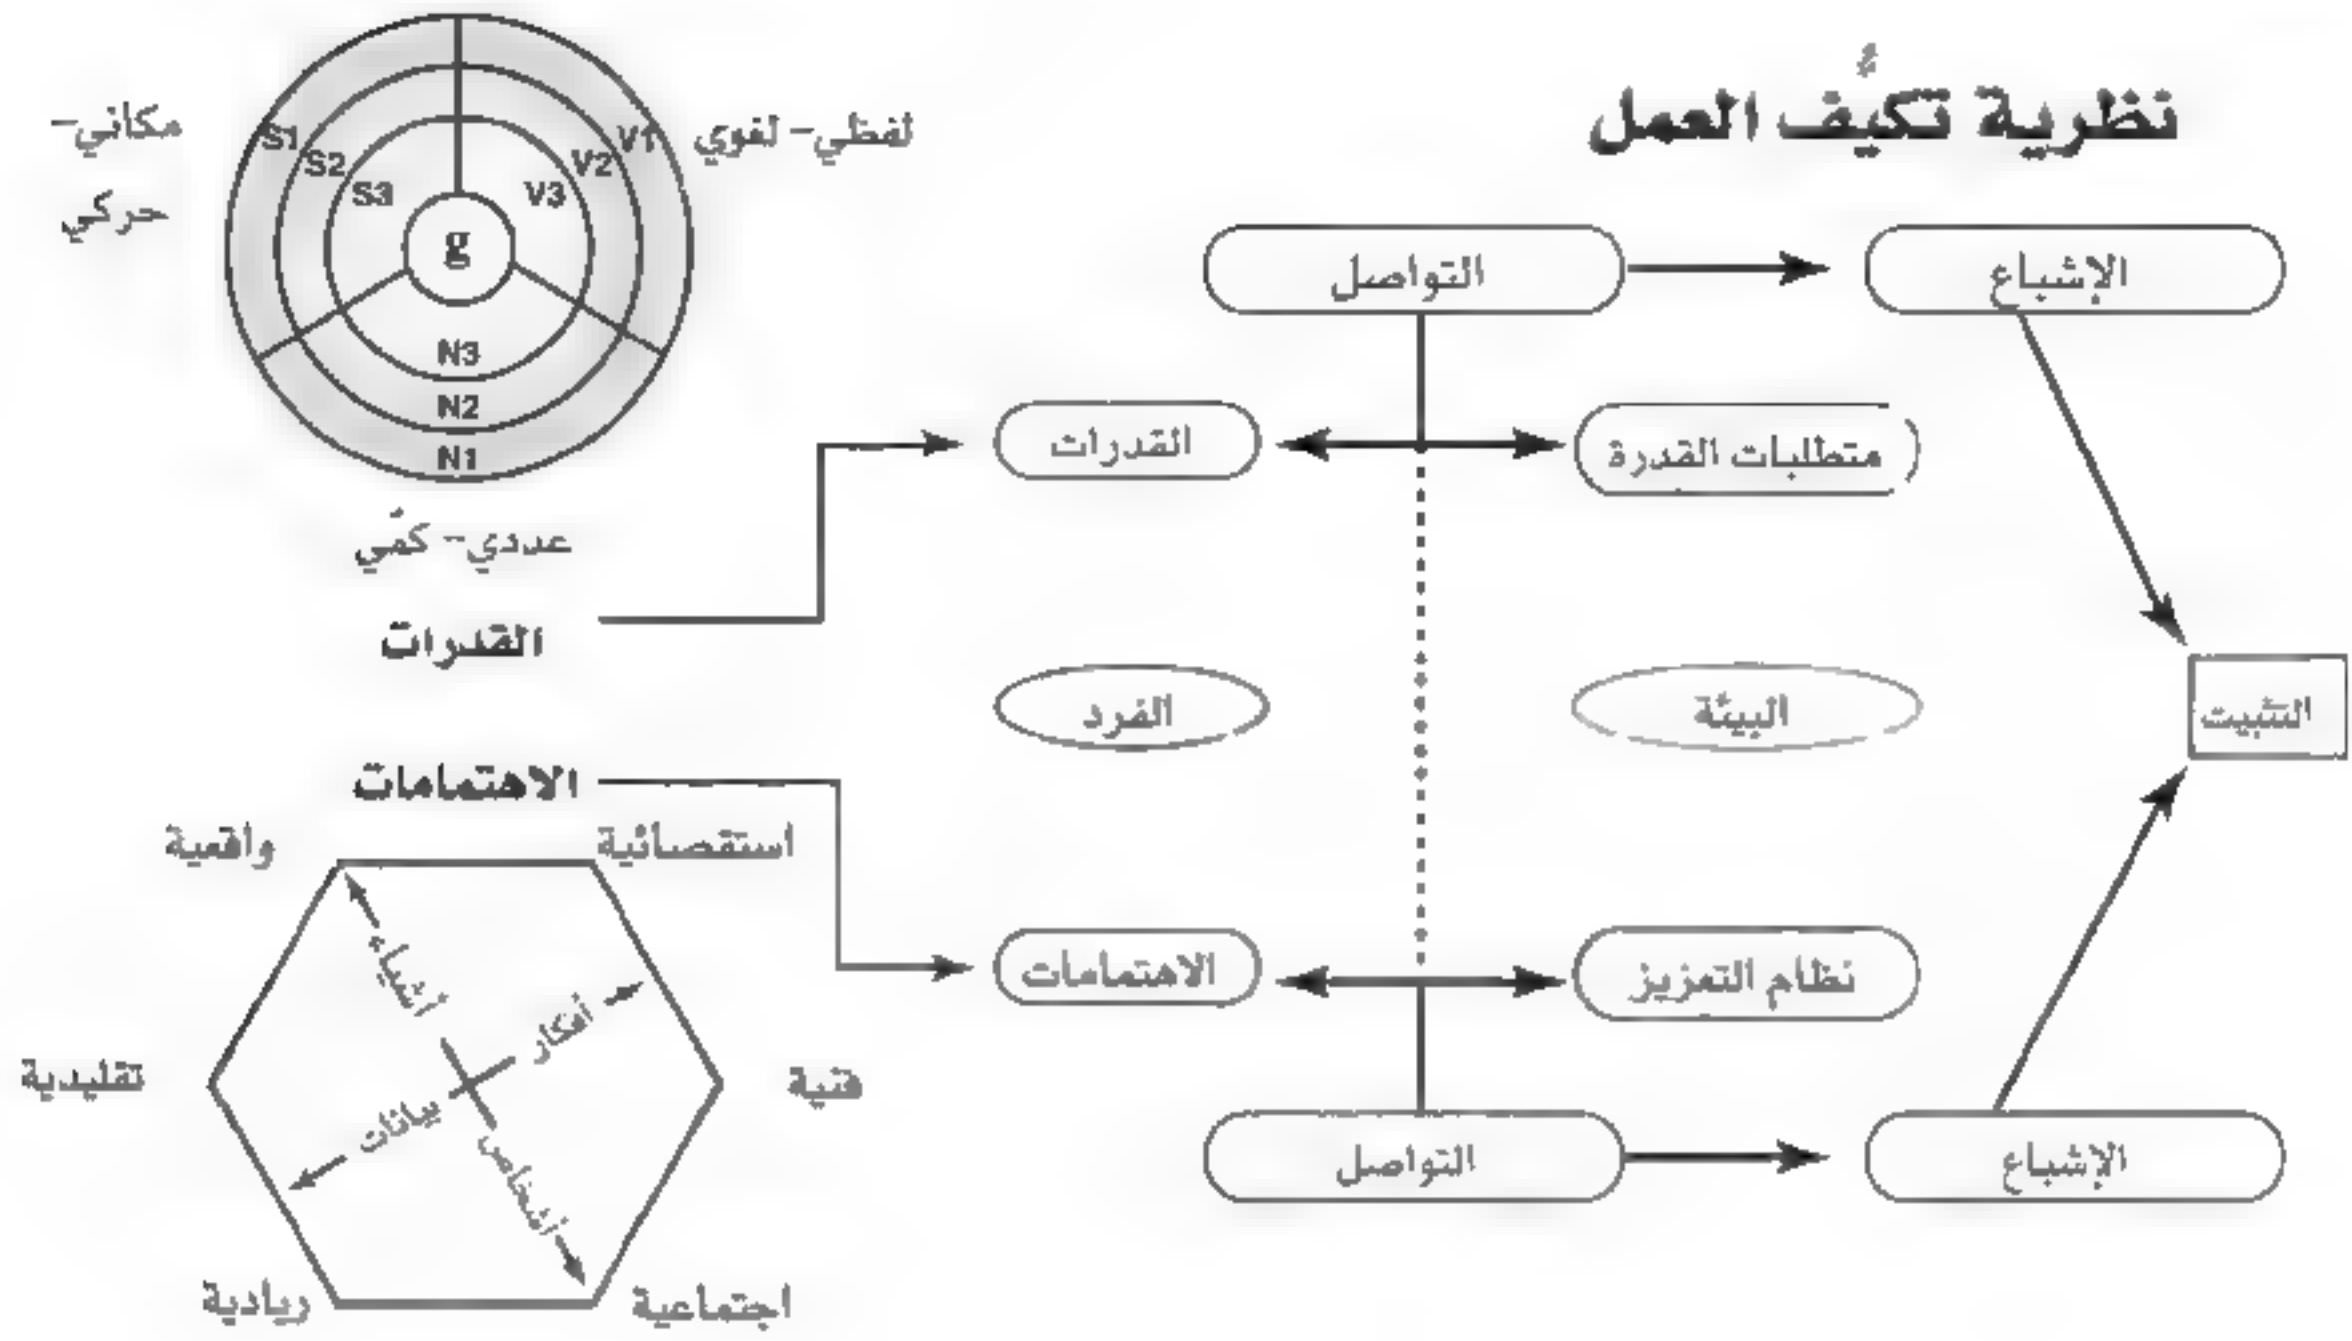 نظرية تكيف العمل
لفظي - لغوي
مكاني -
حركي
S1
S2
S3
V1
V2
V3
g
N3
N2
N1
عددي - كمّي
القدرات
التواصل
الإشباع
القدرات
متطلبات القدرة
الفرد
البيئة
التثبيت
الاهتمامات
نظام التعزيز
التواصل
الإشباع
الاهتمامات
واقعية
استقصائية
فنية
اجتماعية
ريادية
تقليدية
أشياء
أفكار
بيانات
أشخاص